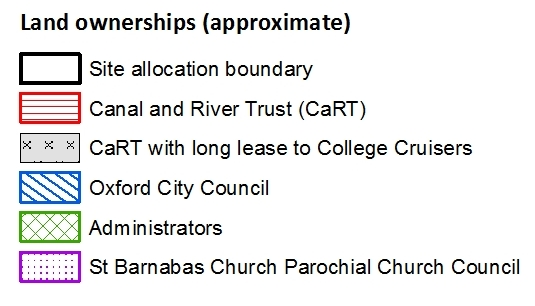 Land ownerships (approximate)
Site allocation boundary
Canal and River Trust (CaRT)
CaRT with long lease to College Cruisers
Oxford City Council
Administrators
St Barnabas Church Parochial Church Council